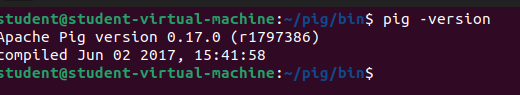 student@student-virtual-machine:~/pig/bin$ pig -version
Apache Pig version 0.17.0 (r1797386)
compiled Jun 02 2017, 15:41:58
student@student-virtual-machine:~/pig/bin$